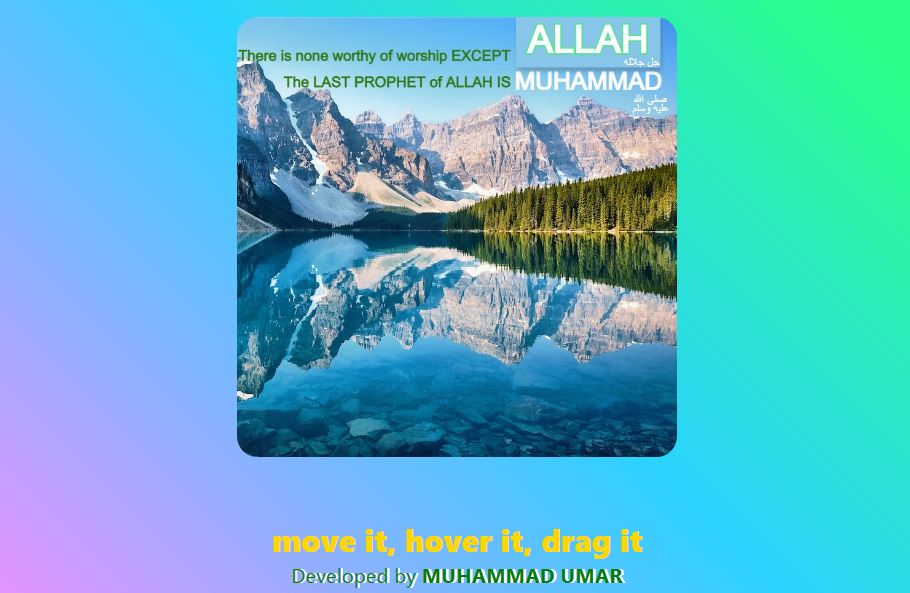 There is none worthy of worship EXCEPT ALLAH
جل جلاله
The LAST PROPHET of ALLAH IS MUHAMMAD
صلى الله
عليه وسلم
move it, hover it, drag it
Developed by MUHAMMAD UMAR